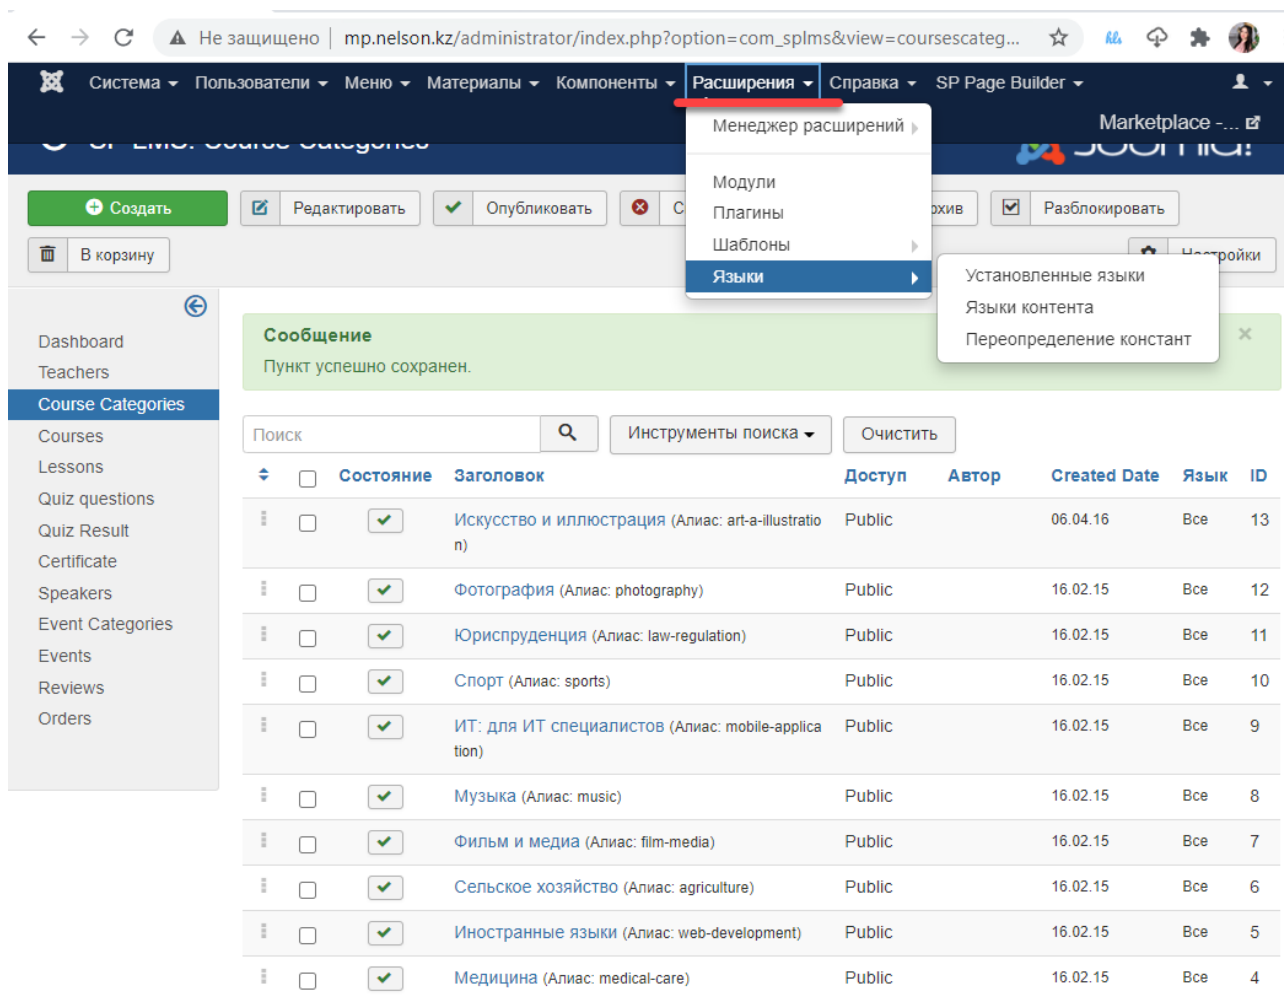 Не защищено | mp.nelson.kz/administrator/index.php?option=com_splms&view=coursescateg...
Система Пользователи Меню Материалы Компоненты Расширения Справка SP Page Builder
Marketplace -...
SP LMS: Course Categories
Joomla!
Менеджер расширений
Модули
Плагины
Шаблоны
Языки
Установленные языки
Языки контента
Переопределение констант
Создать Редактировать Опубликовать С рхив Разблокировать
В корзину Настройки
Dashboard
Teachers
Course Categories
Courses
Lessons
Quiz questions
Quiz Result
Certificate
Speakers
Event Categories
Events
Reviews
Orders
Сообщение
Пункт успешно сохранен.
Поиск Инструменты поиска Очистить
Состояние Заголовок Доступ Автор Created Date Язык ID
Искусство и иллюстрация (Алиас: art-a-illustratio Public 06.04.16 Все 13
n)
Фотография (Алиас: photography) Public 16.02.15 Все 12
Юриспруденция (Алиас: law-regulation) Public 16.02.15 Все 11
Спорт (Алиас: sports) Public 16.02.15 Все 10
ИТ: для ИТ специалистов (Алиас: mobile-applica Public 16.02.15 Все 9
tion)
Музыка (Алиас: music) Public 16.02.15 Все 8
Фильм и медиа (Алиас: film-media) Public 16.02.15 Все 7
Сельское хозяйство (Алиас: agriculture) Public 16.02.15 Все 6
Иностранные языки (Алиас: web-development) Public 16.02.15 Все 5
Медицина (Алиас: medical-care) Public 16.02.15 Все 4